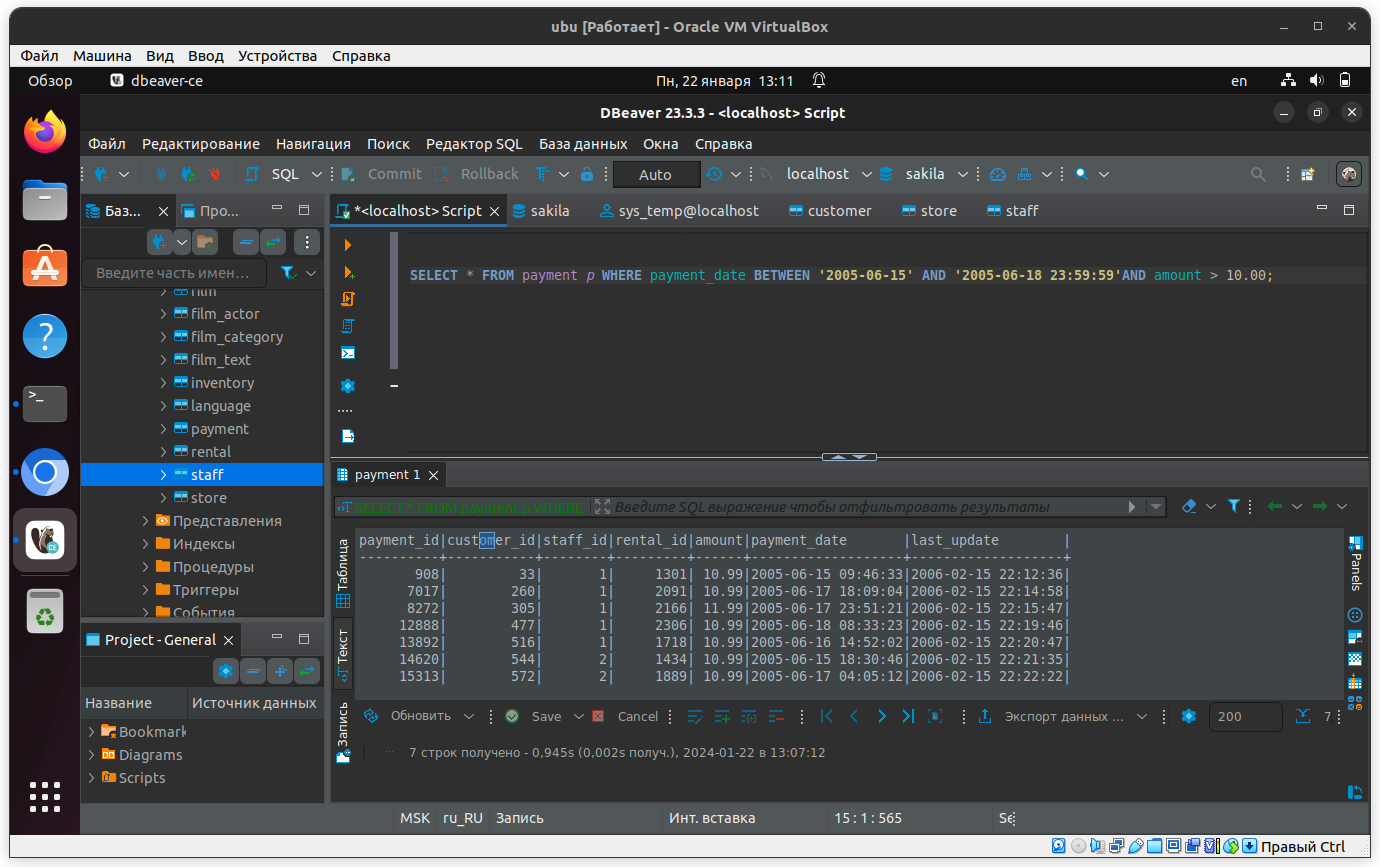 ubu [Работает] - Oracle VM VirtualBox
Файл Машина Вид Ввод Устройства Справка
Обзор dbeaver-ce Пн, 22 января 13:11 en
DBeaver 23.3.3 - <localhost> Script
Файл Редактирование Навигация Поиск Редактор SQL База данных Окна Справка
SQL Commit Rollback Auto localhost sakila
Баз... Про... *<localhost> Script sakila sys_temp@localhost customer store staff
Введите часть имен...
SELECT * FROM payment p WHERE payment_date BETWEEN '2005-06-15' AND '2005-06-18 23:59:59'AND amount > 10.00;
film
film_actor
film_category
film_text
inventory
language
payment
rental
staff
store
Представления
Индексы
Процедуры
Триггеры
События
payment 1
SELECT * FROM payment p WHERE Введите SQL выражение чтобы отфильтровать результаты
Таблица
Текст
Запись
payment_id|customer_id|staff_id|rental_id|amount|payment_date |last_update |
----------+-----------+--------+---------+------+-------------------+-------------------+
908| 33| 1| 1301| 10.99|2005-06-15 09:46:33|2006-02-15 22:12:36|
7017| 260| 1| 2091| 10.99|2005-06-17 18:09:04|2006-02-15 22:14:58|
8272| 305| 1| 2166| 11.99|2005-06-17 23:51:21|2006-02-15 22:15:47|
12888| 477| 1| 2306| 10.99|2005-06-18 08:33:23|2006-02-15 22:19:46|
13892| 516| 1| 1718| 10.99|2005-06-16 14:52:02|2006-02-15 22:20:47|
14620| 544| 2| 1434| 10.99|2005-06-15 18:30:46|2006-02-15 22:21:35|
15313| 572| 2| 1889| 10.99|2005-06-17 04:05:12|2006-02-15 22:22:22|
Panels
Обновить Save Cancel Экспорт данных ... 200 7
7 строк получено - 0,945s (0,002s получ.), 2024-01-22 в 13:07:12
Project - General
Название Источник данных
Bookmark
Diagrams
Scripts
MSK ru_RU Запись Инт. вставка 15 : 1 : 565 Se
Правый Ctrl